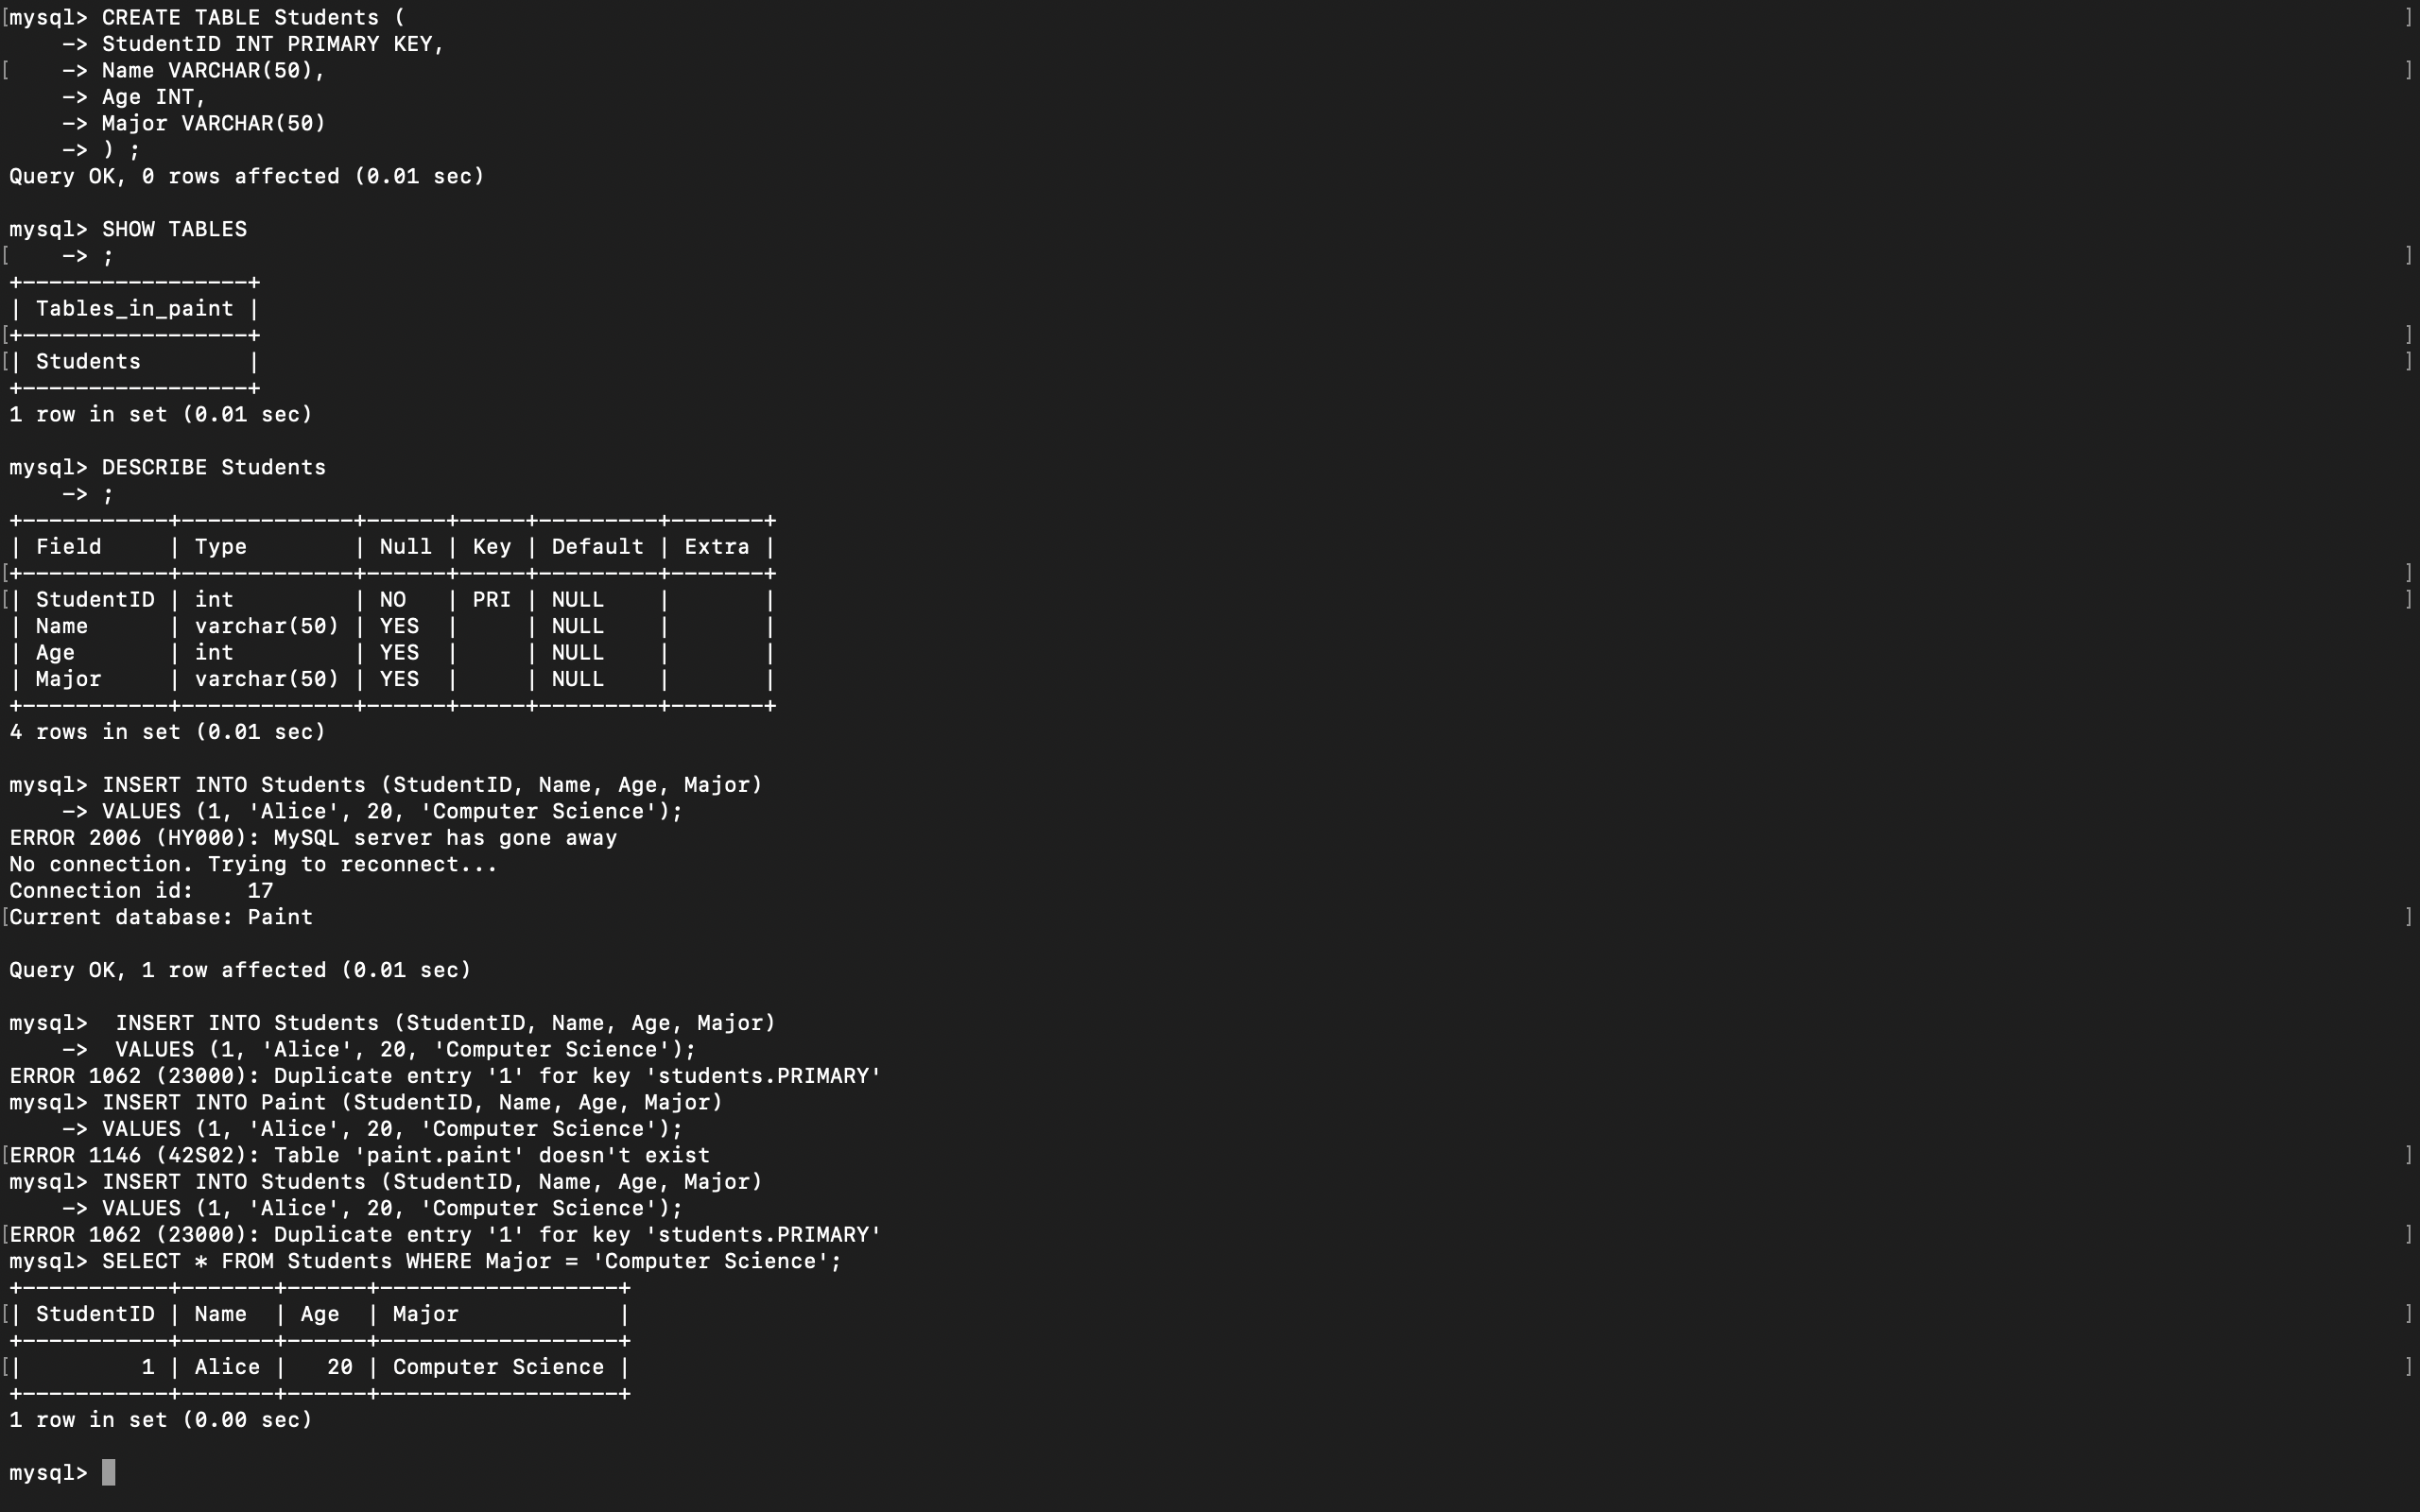 [mysql> CREATE TABLE Students ( ]
    -> StudentID INT PRIMARY KEY,
[    -> Name VARCHAR(50), ]
    -> Age INT,
    -> Major VARCHAR(50)
    -> ) ;
Query OK, 0 rows affected (0.01 sec)

mysql> SHOW TABLES
[    -> ; ]
+-----------------+
| Tables_in_paint |
[+-----------------+ ]
[| Students        | ]
+-----------------+
1 row in set (0.01 sec)

mysql> DESCRIBE Students
    -> ;
+-----------+-------------+------+-----+---------+-------+
| Field     | Type        | Null | Key | Default | Extra |
[+-----------+-------------+------+-----+---------+-------+ ]
[| StudentID | int         | NO   | PRI | NULL    |       | ]
| Name      | varchar(50) | YES  |     | NULL    |       |
| Age       | int         | YES  |     | NULL    |       |
| Major     | varchar(50) | YES  |     | NULL    |       |
+-----------+-------------+------+-----+---------+-------+
4 rows in set (0.01 sec)

mysql> INSERT INTO Students (StudentID, Name, Age, Major)
    -> VALUES (1, 'Alice', 20, 'Computer Science');
ERROR 2006 (HY000): MySQL server has gone away
No connection. Trying to reconnect...
Connection id:    17
[Current database: Paint ]

Query OK, 1 row affected (0.01 sec)

mysql>  INSERT INTO Students (StudentID, Name, Age, Major)
    ->  VALUES (1, 'Alice', 20, 'Computer Science');
ERROR 1062 (23000): Duplicate entry '1' for key 'students.PRIMARY'
mysql> INSERT INTO Paint (StudentID, Name, Age, Major)
    -> VALUES (1, 'Alice', 20, 'Computer Science');
[ERROR 1146 (42S02): Table 'paint.paint' doesn't exist ]
mysql> INSERT INTO Students (StudentID, Name, Age, Major)
    -> VALUES (1, 'Alice', 20, 'Computer Science');
[ERROR 1062 (23000): Duplicate entry '1' for key 'students.PRIMARY' ]
mysql> SELECT * FROM Students WHERE Major = 'Computer Science';
+-----------+-------+------+------------------+
[| StudentID | Name  | Age  | Major            | ]
+-----------+-------+------+------------------+
[|         1 | Alice |   20 | Computer Science | ]
+-----------+-------+------+------------------+
1 row in set (0.00 sec)

mysql>